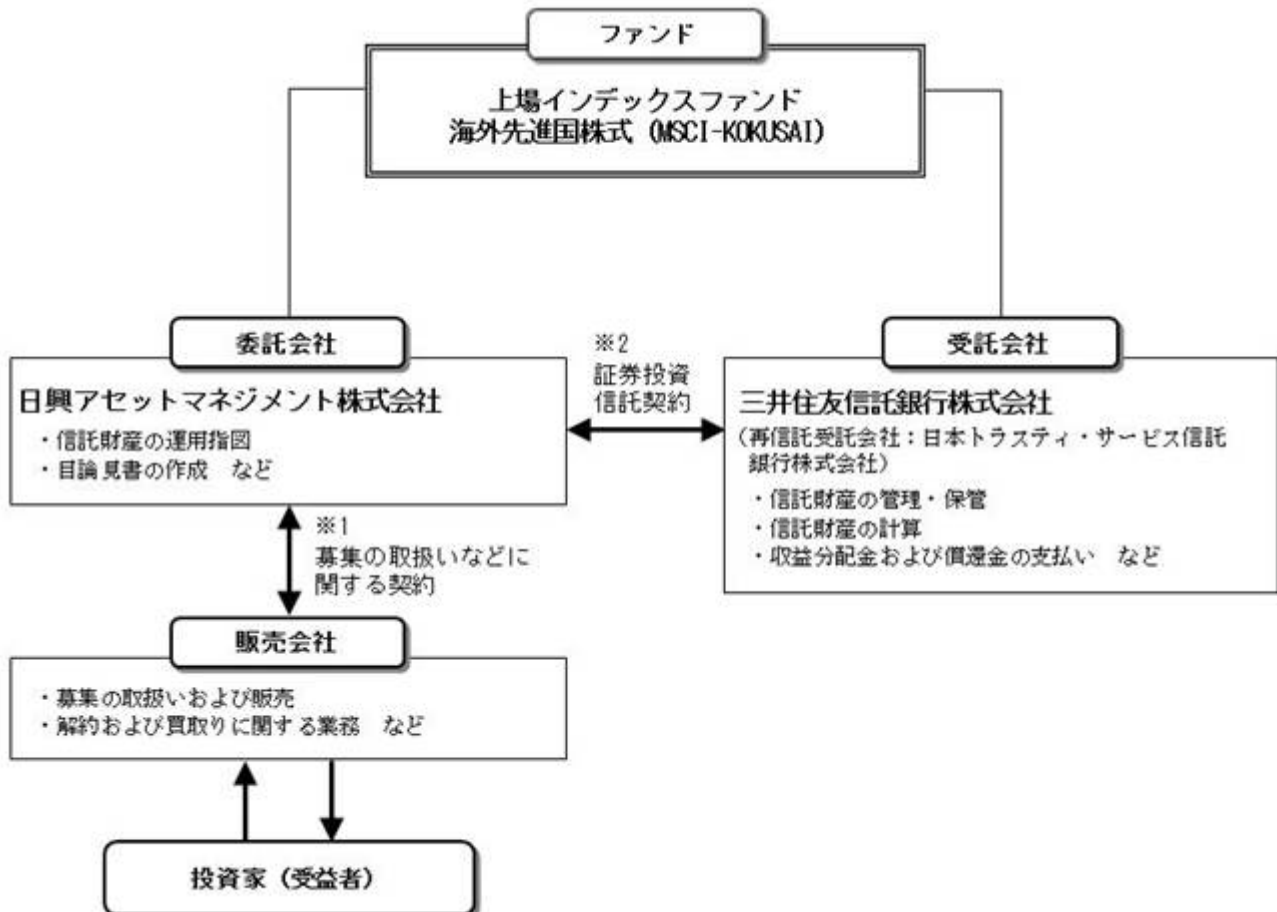 ファンド
上場インデックスファンド
海外先進国株式 (MSCI-KOKUSAI)
委託会社
日興アセットマネジメント株式会社
・信託財産の運用指図
・目論見書の作成 など
※2
証券投資
信託契約
受託会社
三井住友信託銀行株式会社
(再信託受託会社:日本トラスティ・サービス信託
銀行株式会社)
・信託財産の管理・保管
・信託財産の計算
・収益分配金および償還金の支払い など
※1
募集の取扱いなどに
関する契約
販売会社
・募集の取扱いおよび販売
・解約および買取りに関する業務 など
投資家 (受益者)